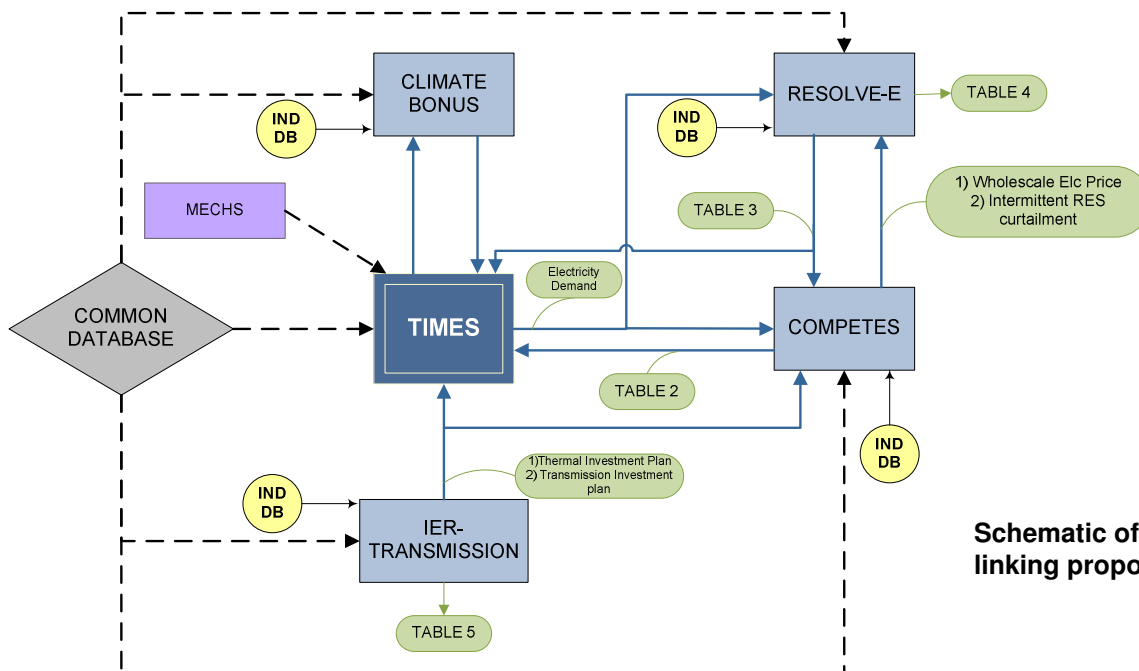 CLIMATE
BONUS
RESOLVE-E
TABLE 4
IND
DB
IND
DB
1) Wholescale Elc Price
2) Intermittent RES
curtailment
MECHS
TABLE 3
Electricity
Demand
COMMON
DATABASE
TIMES
COMPETES
TABLE 2
IND
DB
1)Thermal Investment Plan
2) Transmission Investment
plan
IND
DB
IER-
TRANSMISSION
Schematic of
linking propo
TABLE 5